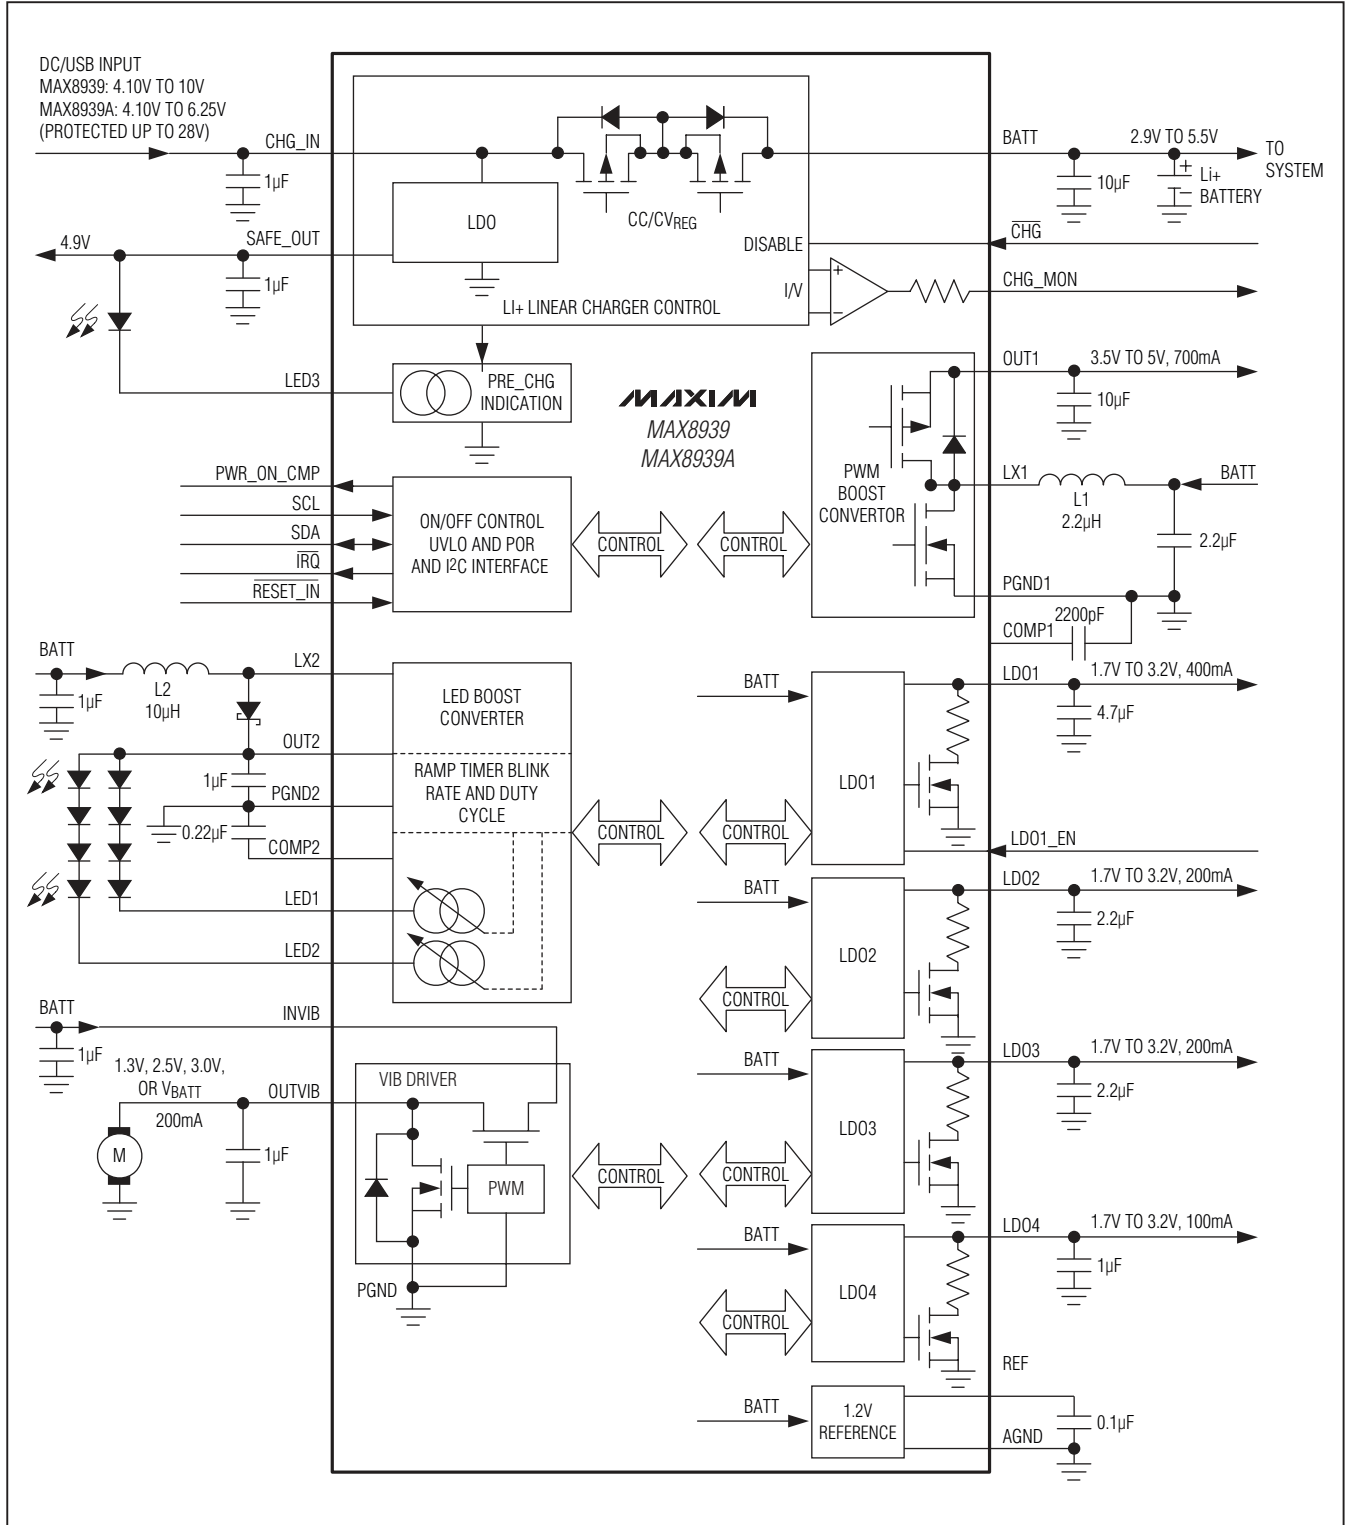 DC/USB INPUT
MAX8939: 4.10V TO 10V
MAX8939A: 4.10V TO 6.25V
(PROTECTED UP TO 28V)
CHG_IN
1µF
4.9V
SAFE_OUT
1µF
LED3
LDO
CC/CVREG
LI+ LINEAR CHARGER CONTROL
DISABLE
I/V
PRE_CHG
INDICATION
MAXIM
MAX8939
MAX8939A
BATT
2.9V TO 5.5V
TO
SYSTEM
10µF
+
Li+
BATTERY
−
CHG
+
−
CHG_MON
OUT1
3.5V TO 5V, 700mA
10µF
PWM
BOOST
CONVERTOR
LX1
L1
2.2µH
BATT
2.2µF
PGND1
2200pF
COMP1
PWR_ON_CMP
SCL
SDA
IRQ
RESET_IN
ON/OFF CONTROL
UVLO AND POR
AND I2C INTERFACE
CONTROL
CONTROL
BATT
1µF
L2
10µH
LX2
OUT2
1µF
PGND2
0.22µF
COMP2
LED1
LED2
LED BOOST
CONVERTER
RAMP TIMER BLINK
RATE AND DUTY
CYCLE
CONTROL
CONTROL
BATT
LDO1
LDO1
1.7V TO 3.2V, 400mA
4.7µF
LDO1_EN
BATT
LDO2
CONTROL
LDO2
1.7V TO 3.2V, 200mA
2.2µF
BATT
1µF
INVIB
1.3V, 2.5V, 3.0V,
OR VBATT
200mA
OUTVIB
M
1µF
VIB DRIVER
PWM
PGND
CONTROL
CONTROL
BATT
LDO3
LDO3
1.7V TO 3.2V, 200mA
2.2µF
BATT
LDO4
CONTROL
LDO4
1.7V TO 3.2V, 100mA
1µF
BATT
1.2V
REFERENCE
REF
0.1µF
AGND